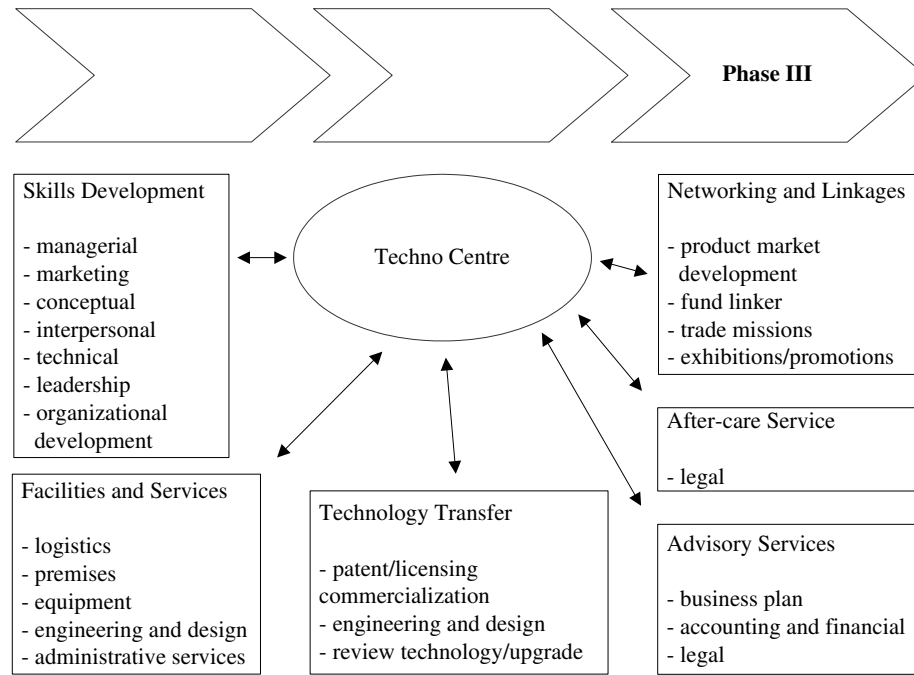 Phase III
Skills Development
- managerial
- marketing
- conceptual
- interpersonal
- technical
- leadership
- organizational
development
Techno Centre
Networking and Linkages
- product market
development
- fund linker
- trade missions
- exhibitions/promotions
After-care Service
- legal
Facilities and Services
- logistics
- premises
- equipment
- engineering and design
- administrative services
Technology Transfer
- patent/licensing
commercialization
- engineering and design
- review technology/upgrade
Advisory Services
- business plan
- accounting and financial
- legal